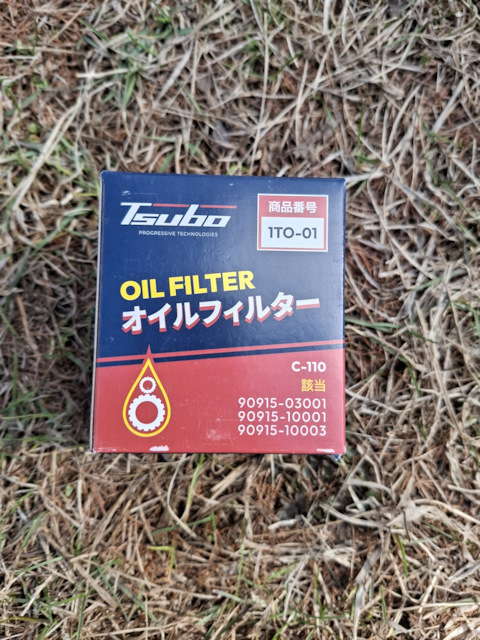 Tsubo
PROGRESSIVE TECHNOLOGIES
商品番号
1TO-01
OIL FILTER
オイルフィルター
C-110
該当
90915-03001
90915-10001
90915-10003